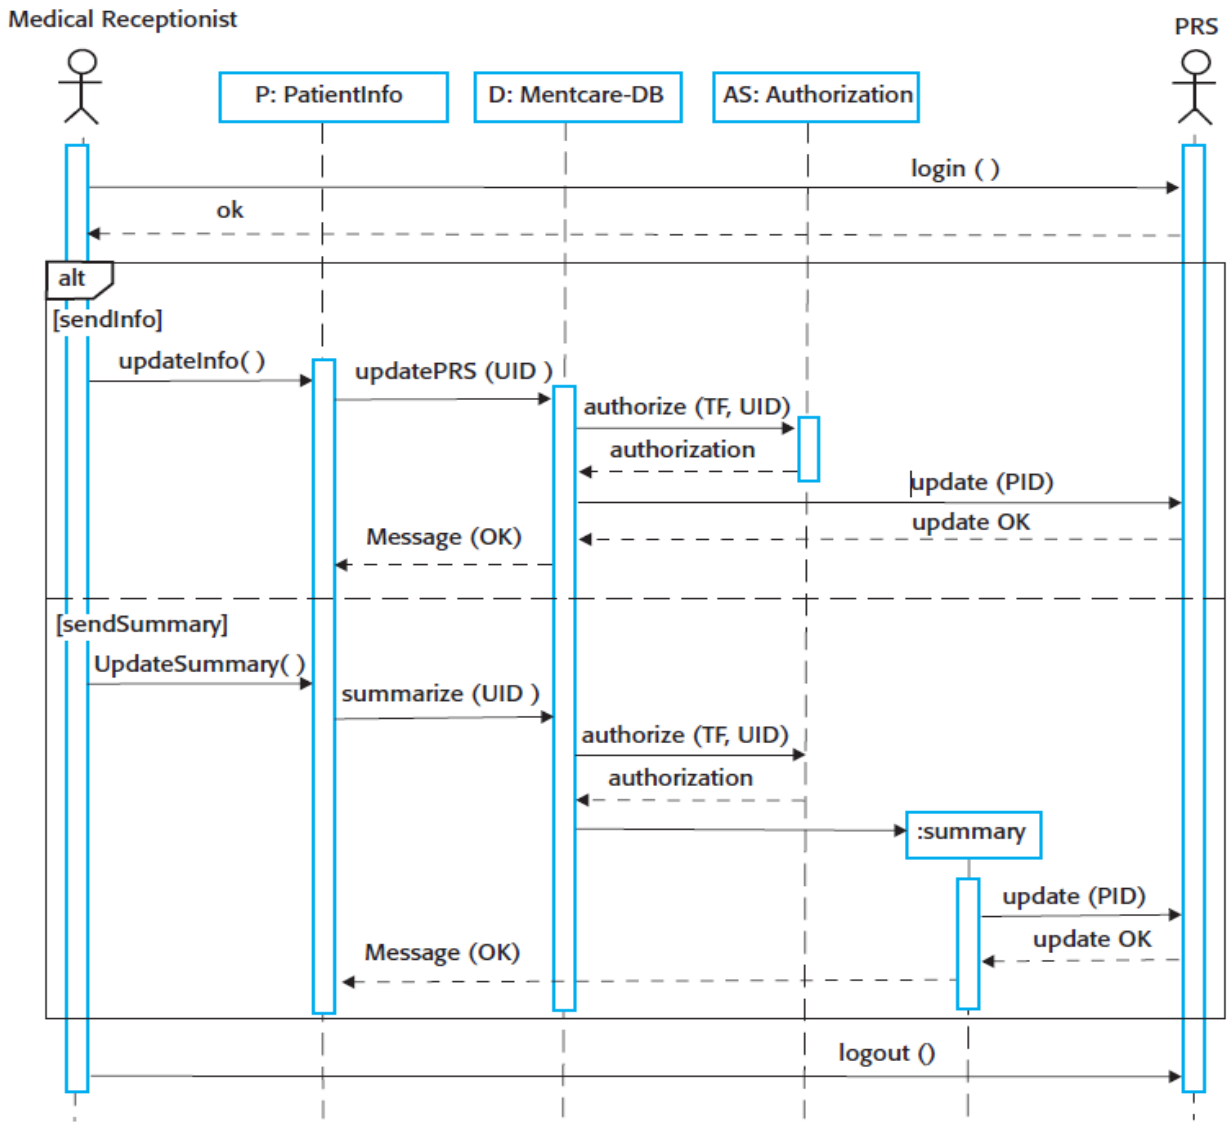 Medical Receptionist
PRS
P: PatientInfo
D: Mentcare-DB
AS: Authorization
login ( )
ok
alt
[sendInfo]
updateInfo( )
updatePRS (UID )
authorize (TF, UID)
authorization
update (PID)
update OK
Message (OK)
[sendSummary]
UpdateSummary( )
summarize (UID )
authorize (TF, UID)
authorization
:summary
update (PID)
update OK
Message (OK)
logout ()